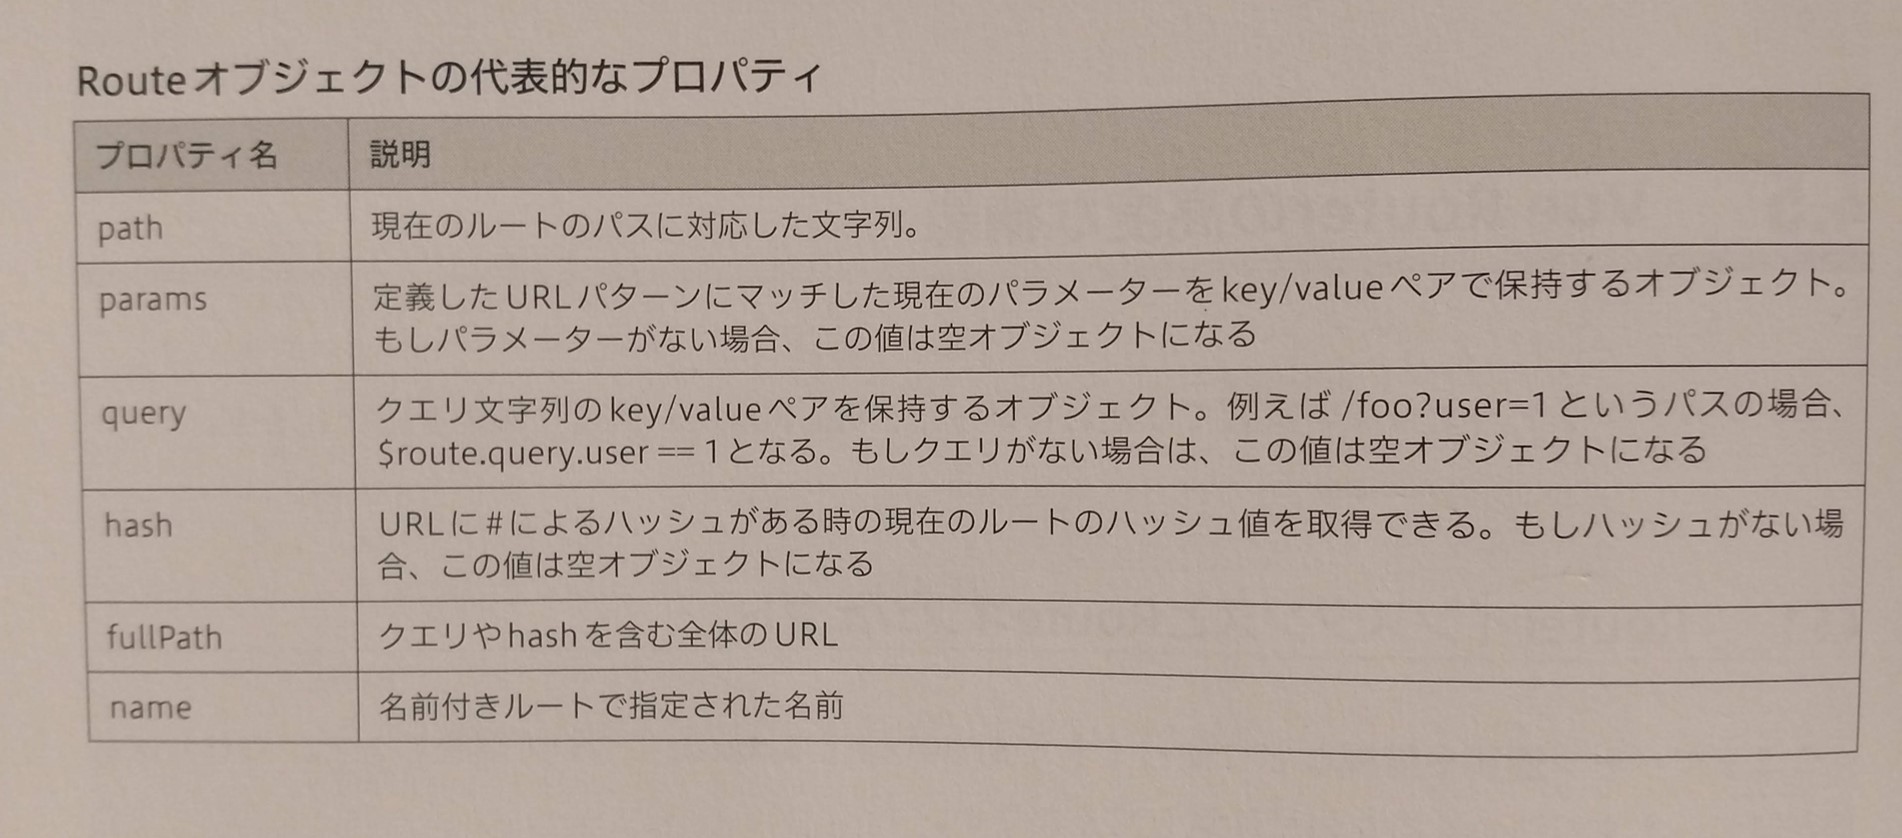 Routeオブジェクトの代表的なプロパティ
プロパティ名 説明
path 現在のルートのパスに対応した文字列。
params 定義したURLパターンにマッチした現在のパラメーターをkey/valueペアで保持するオブジェクト。
もしパラメーターがない場合、この値は空オブジェクトになる
query クエリ文字列のkey/valueペアを保持するオブジェクト。例えば /foo?user=1というパスの場合、
$route.query.user == 1となる。もしクエリがない場合は、この値は空オブジェクトになる
hash URLに#によるハッシュがある時の現在のルートのハッシュ値を取得できる。もしハッシュがない場
合、この値は空オブジェクトになる
fullPath クエリやhashを含む全体のURL
name 名前付きルートで指定された名前